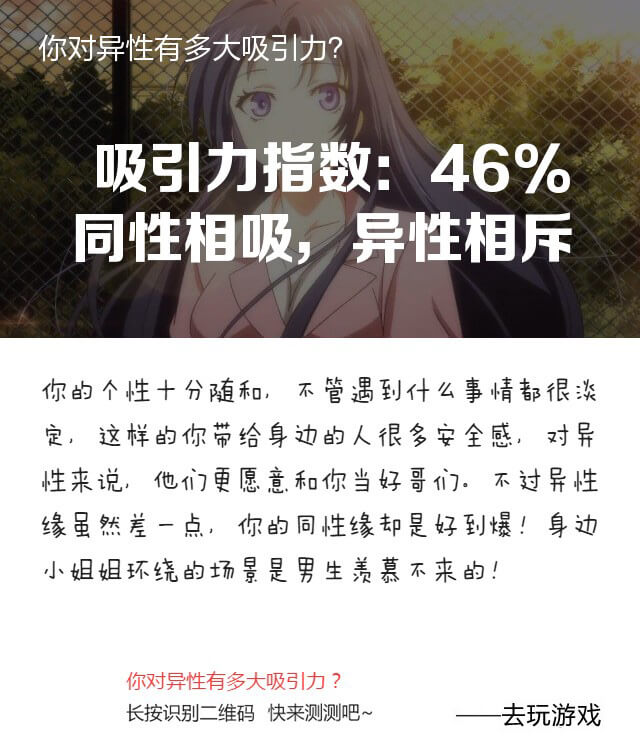 你对异性有多大吸引力？
吸引力指数：46%
同性相吸，异性相斥
你的个性十分随和，不管遇到什么事情都很淡
定，这样的你带给身边的人很多安全感，对异
性来说，他们更愿意和你当好哥们。不过异性
缘虽然差一点，你的同性缘却是好到爆！身边
小姐姐环绕的场景是男生羡慕不来的！
你对异性有多大吸引力？
长按识别二维码 快来测测吧~
——去玩游戏